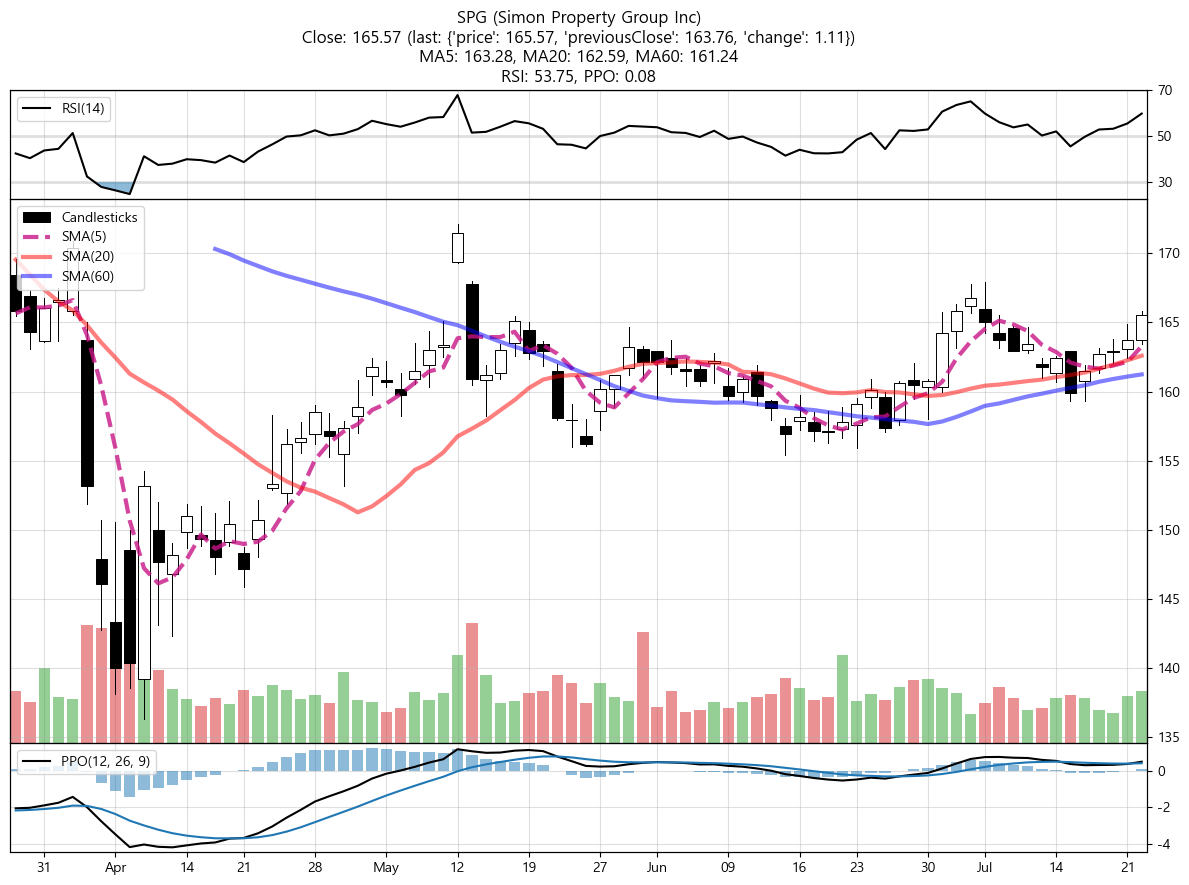 SPG (Simon Property Group Inc)
Close: 165.57 (last: {'price': 165.57, 'previousClose': 163.76, 'change': 1.11})
MA5: 163.28, MA20: 162.59, MA60: 161.24
RSI: 53.75, PPO: 0.08
RSI(14)
70
50
30
Candlesticks
SMA(5)
SMA(20)
SMA(60)
170
165
160
155
150
145
140
135
PPO(12, 26, 9)
0
-2
-4
31 Apr 14 21 28 May 12 19 27 Jun 09 16 23 30 Jul 14 21